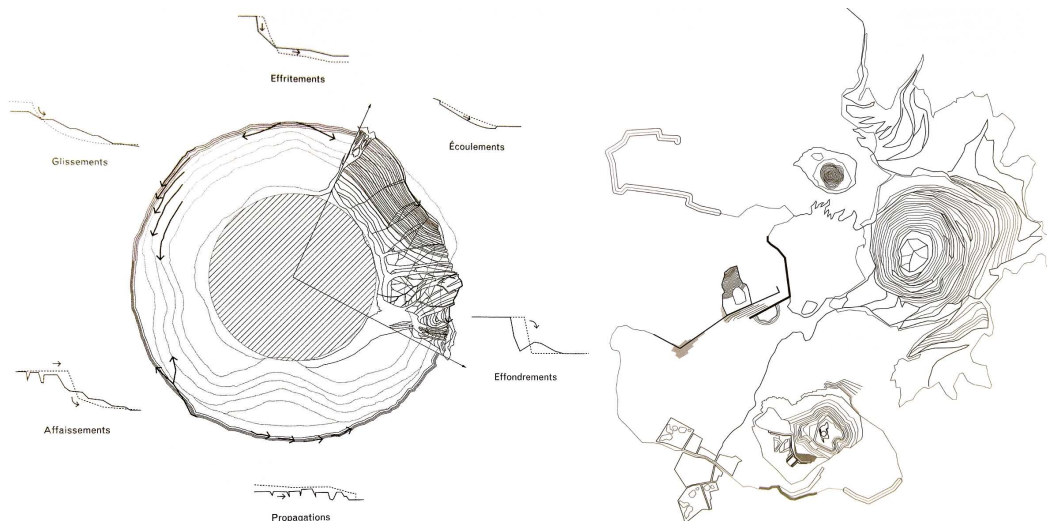 Effritements
Écoulements
Glissements
Effondrements
Affaissements
Propagations